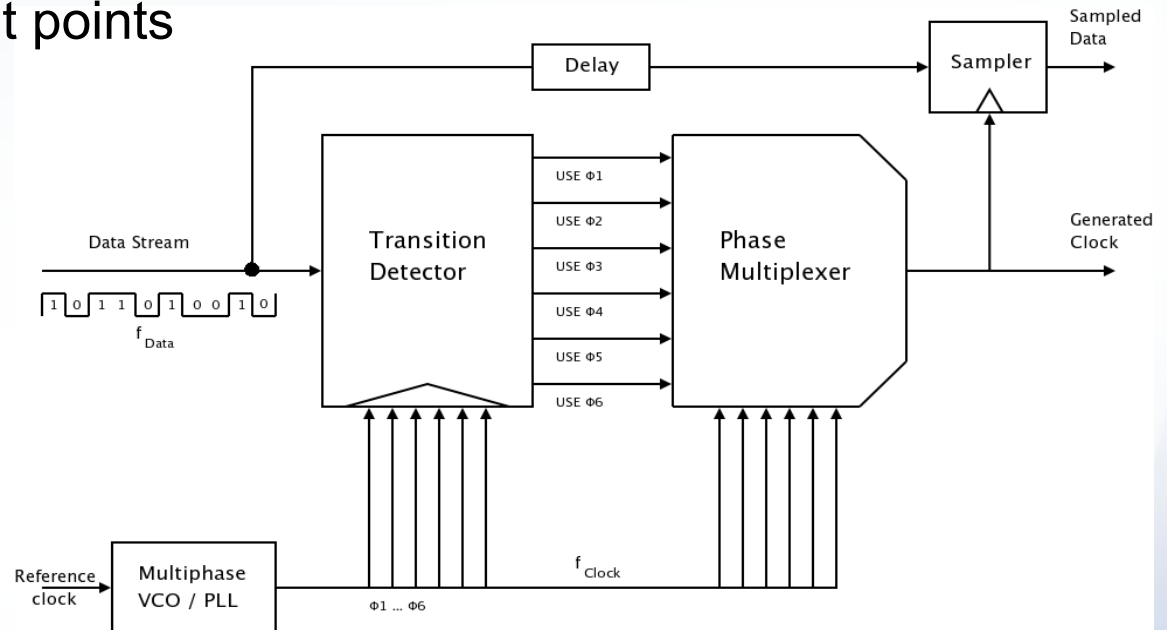 t points
Sampled
Data
Delay
Sampler
USE Φ1
USE Φ2
USE Φ3
USE Φ4
USE Φ5
USE Φ6
Transition
Detector
Phase
Multiplexer
Generated
Clock
Data Stream
1 0 1 1 0 1 0 0 1 0
f Data
Reference
clock
Multiphase
VCO / PLL
Φ1 ... Φ6
f Clock